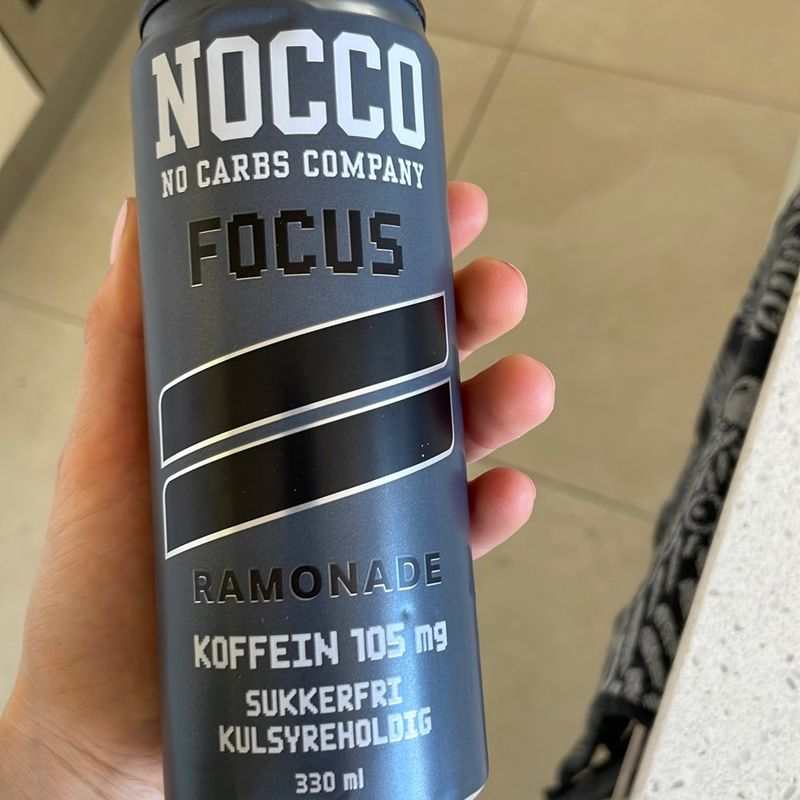 NOCCO
NO CARBS COMPANY
FOCUS
RAMONADE
KOFFEIN 105 mg
SUKKERFRI
KULSYREHOLDIG
330 ml